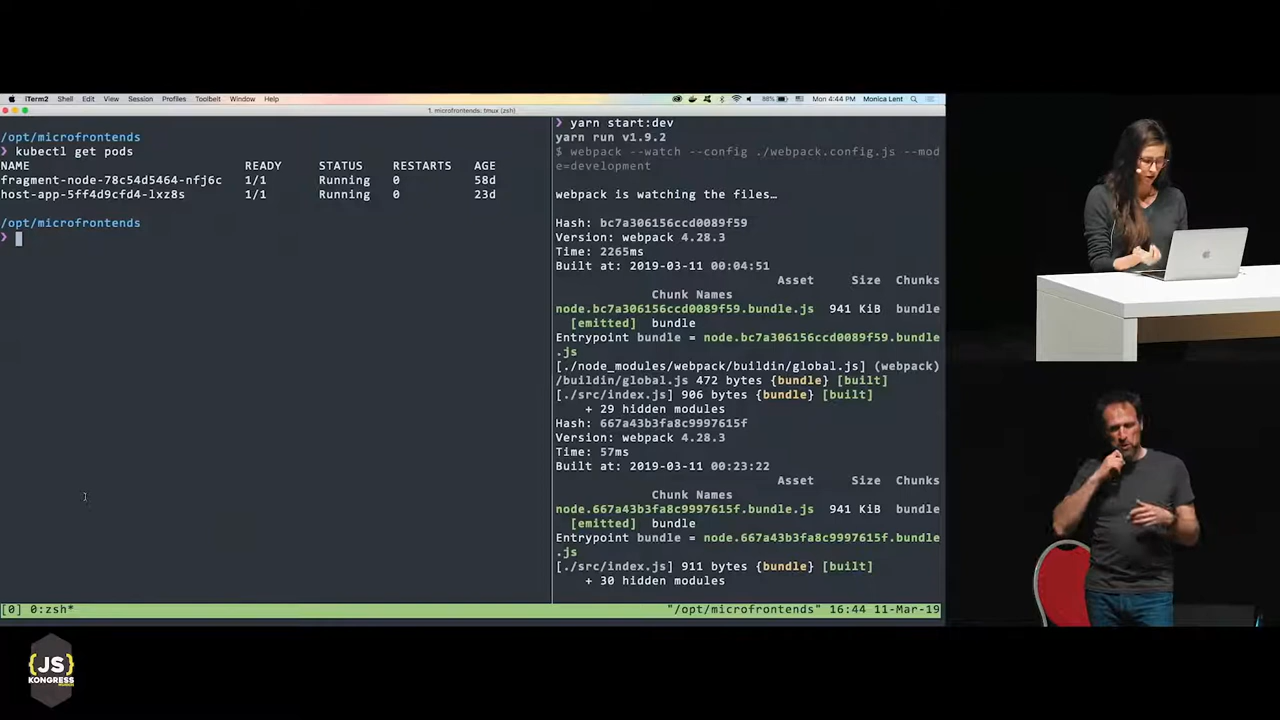 iTerm2 Shell Edit View Session Profiles Toolbelt Window Help
88% Mon 4:44 PM Monica Lent
1. microfrontends: tmux (zsh)
/opt/microfrontends
❯ kubectl get pods
NAME READY STATUS RESTARTS AGE
fragment-node-78c54d5464-nfj6c 1/1 Running 0 58d
host-app-5ff4d9cfd4-lxz8s 1/1 Running 0 23d
/opt/microfrontends
❯
❯ yarn start:dev
yarn run v1.9.2
$ webpack --watch --config ./webpack.config.js --mod
e=development
webpack is watching the files…
Hash: bc7a306156ccd0089f59
Version: webpack 4.28.3
Time: 2265ms
Built at: 2019-03-11 00:04:51
Asset Size Chunks
Chunk Names
node.bc7a306156ccd0089f59.bundle.js 941 KiB bundle
[emitted] bundle
Entrypoint bundle = node.bc7a306156ccd0089f59.bundle
.js
[./node_modules/webpack/buildin/global.js] (webpack)
/buildin/global.js 472 bytes {bundle} [built]
[./src/index.js] 906 bytes {bundle} [built]
+ 29 hidden modules
Hash: 667a43b3fa8c9997615f
Version: webpack 4.28.3
Time: 57ms
Built at: 2019-03-11 00:23:22
Asset Size Chunks
Chunk Names
node.667a43b3fa8c9997615f.bundle.js 941 KiB bundle
[emitted] bundle
Entrypoint bundle = node.667a43b3fa8c9997615f.bundle
.js
[./src/index.js] 911 bytes {bundle} [built]
+ 30 hidden modules
[0] 0:zsh* "/opt/microfrontends" 16:44 11-Mar-19
{JS}
KONGRESS